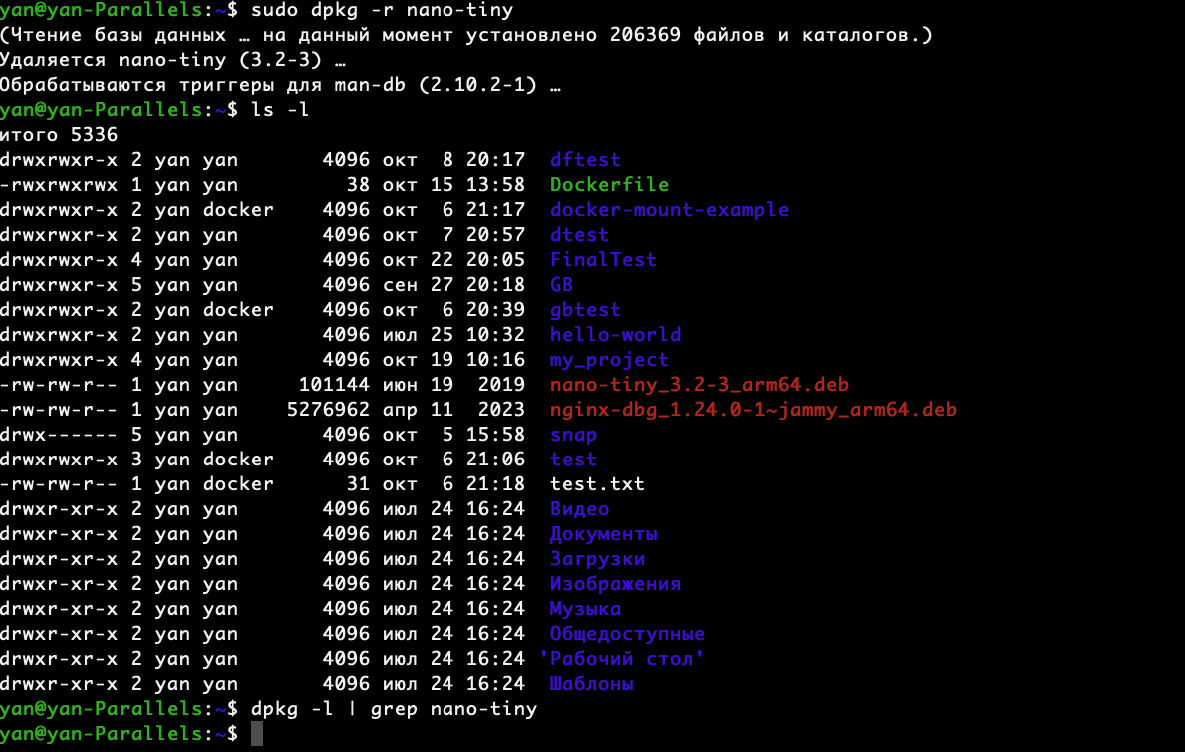 yan@yan-Parallels:~$ sudo dpkg -r nano-tiny
(Чтение базы данных … на данный момент установлено 206369 файлов и каталогов.)
Удаляется nano-tiny (3.2-3) …
Обрабатываются триггеры для man-db (2.10.2-1) …
yan@yan-Parallels:~$ ls -l
итого 5336
drwxrwxr-x 2 yan yan       4096 окт  8 20:17  dftest
-rwxrwxrwx 1 yan yan         38 окт 15 13:58  Dockerfile
drwxrwxr-x 2 yan docker    4096 окт  6 21:17  docker-mount-example
drwxrwxr-x 2 yan yan       4096 окт  7 20:57  dtest
drwxrwxr-x 4 yan yan       4096 окт 22 20:05  FinalTest
drwxrwxr-x 5 yan yan       4096 сен 27 20:18  GB
drwxrwxr-x 2 yan docker    4096 окт  6 20:39  gbtest
drwxrwxr-x 2 yan yan       4096 июл 25 10:32  hello-world
drwxrwxr-x 4 yan yan       4096 окт 19 10:16  my_project
-rw-rw-r-- 1 yan yan     101144 июн 19  2019  nano-tiny_3.2-3_arm64.deb
-rw-rw-r-- 1 yan yan    5276962 апр 11  2023  nginx-dbg_1.24.0-1~jammy_arm64.deb
drwx------ 5 yan yan       4096 окт  5 15:58  snap
drwxrwxr-x 3 yan docker    4096 окт  6 21:06  test
-rw-rw-r-- 1 yan docker      31 окт  6 21:18  test.txt
drwxr-xr-x 2 yan yan       4096 июл 24 16:24  Видео
drwxr-xr-x 2 yan yan       4096 июл 24 16:24  Документы
drwxr-xr-x 2 yan yan       4096 июл 24 16:24  Загрузки
drwxr-xr-x 2 yan yan       4096 июл 24 16:24  Изображения
drwxr-xr-x 2 yan yan       4096 июл 24 16:24  Музыка
drwxr-xr-x 2 yan yan       4096 июл 24 16:24  Общедоступные
drwxr-xr-x 2 yan yan       4096 июл 24 16:24 'Рабочий стол'
drwxr-xr-x 2 yan yan       4096 июл 24 16:24  Шаблоны
yan@yan-Parallels:~$ dpkg -l | grep nano-tiny
yan@yan-Parallels:~$